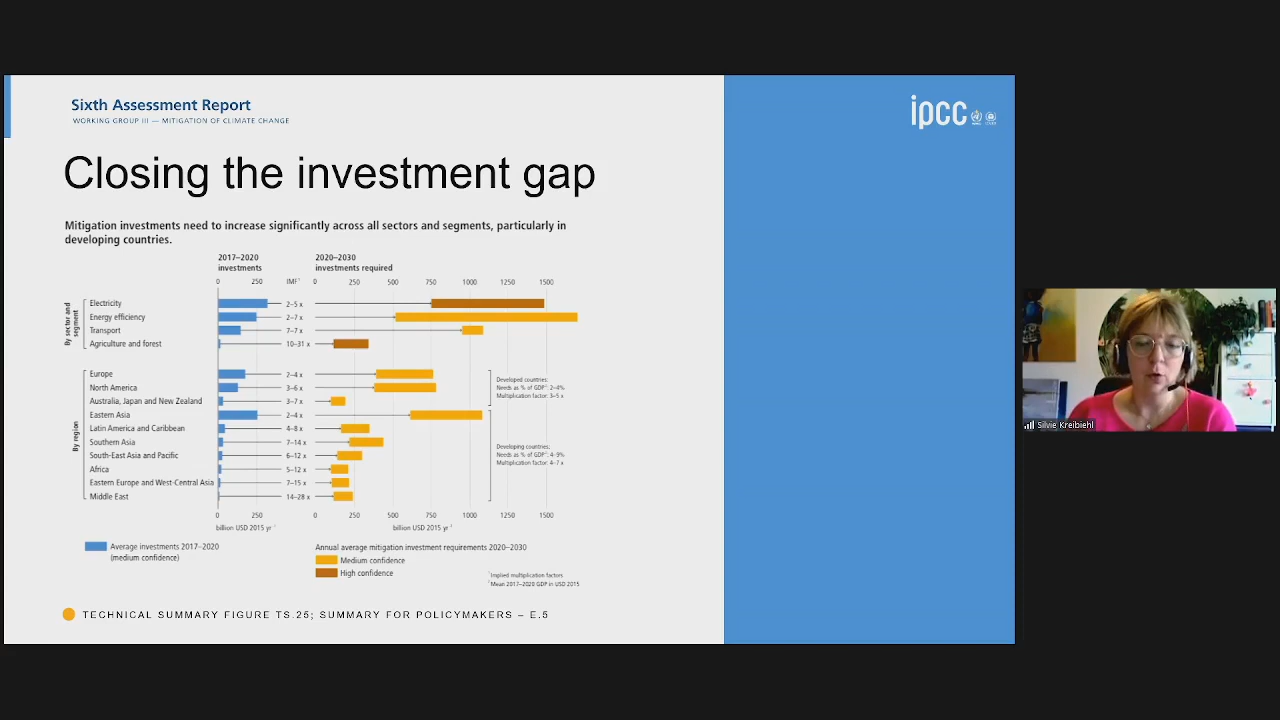 Sixth Assessment Report
WORKING GROUP III — MITIGATION OF CLIMATE CHANGE
ipcc
Closing the investment gap
Mitigation investments need to increase significantly across all sectors and segments, particularly in
developing countries.
2017–2020
investments
2020–2030
investments required
0 250 IMF¹ 0 250 500 750 1000 1250 1500
By sector and
segment
Electricity 2–5 x
Energy efficiency 2–7 x
Transport 7–7 x
Agriculture and forest 10–31 x
By region
Europe 2–4 x
North America 3–6 x
Australia, Japan and New Zealand 3–7 x
Eastern Asia 2–4 x
Latin America and Caribbean 4–8 x
Southern Asia 7–14 x
South-East Asia and Pacific 6–12 x
Africa 5–12 x
Eastern Europe and West-Central Asia 7–15 x
Middle East 14–28 x
Developed countries:
Needs as % of GDP²: 2–4%
Multiplication factor: 3–5 x
Developing countries:
Needs as % of GDP²: 4–9%
Multiplication factor: 4–7 x
0 250 0 250 500 750 1000 1250 1500
billion USD 2015 yr⁻¹ billion USD 2015 yr⁻¹
Average investments 2017–2020
(medium confidence)
Annual average mitigation investment requirements 2020–2030
Medium confidence
High confidence
¹ Implied multiplication factors
² Mean 2017–2020 GDP in USD 2015
TECHNICAL SUMMARY FIGURE TS.25; SUMMARY FOR POLICYMAKERS – E.5
Silvie Kreibiehl